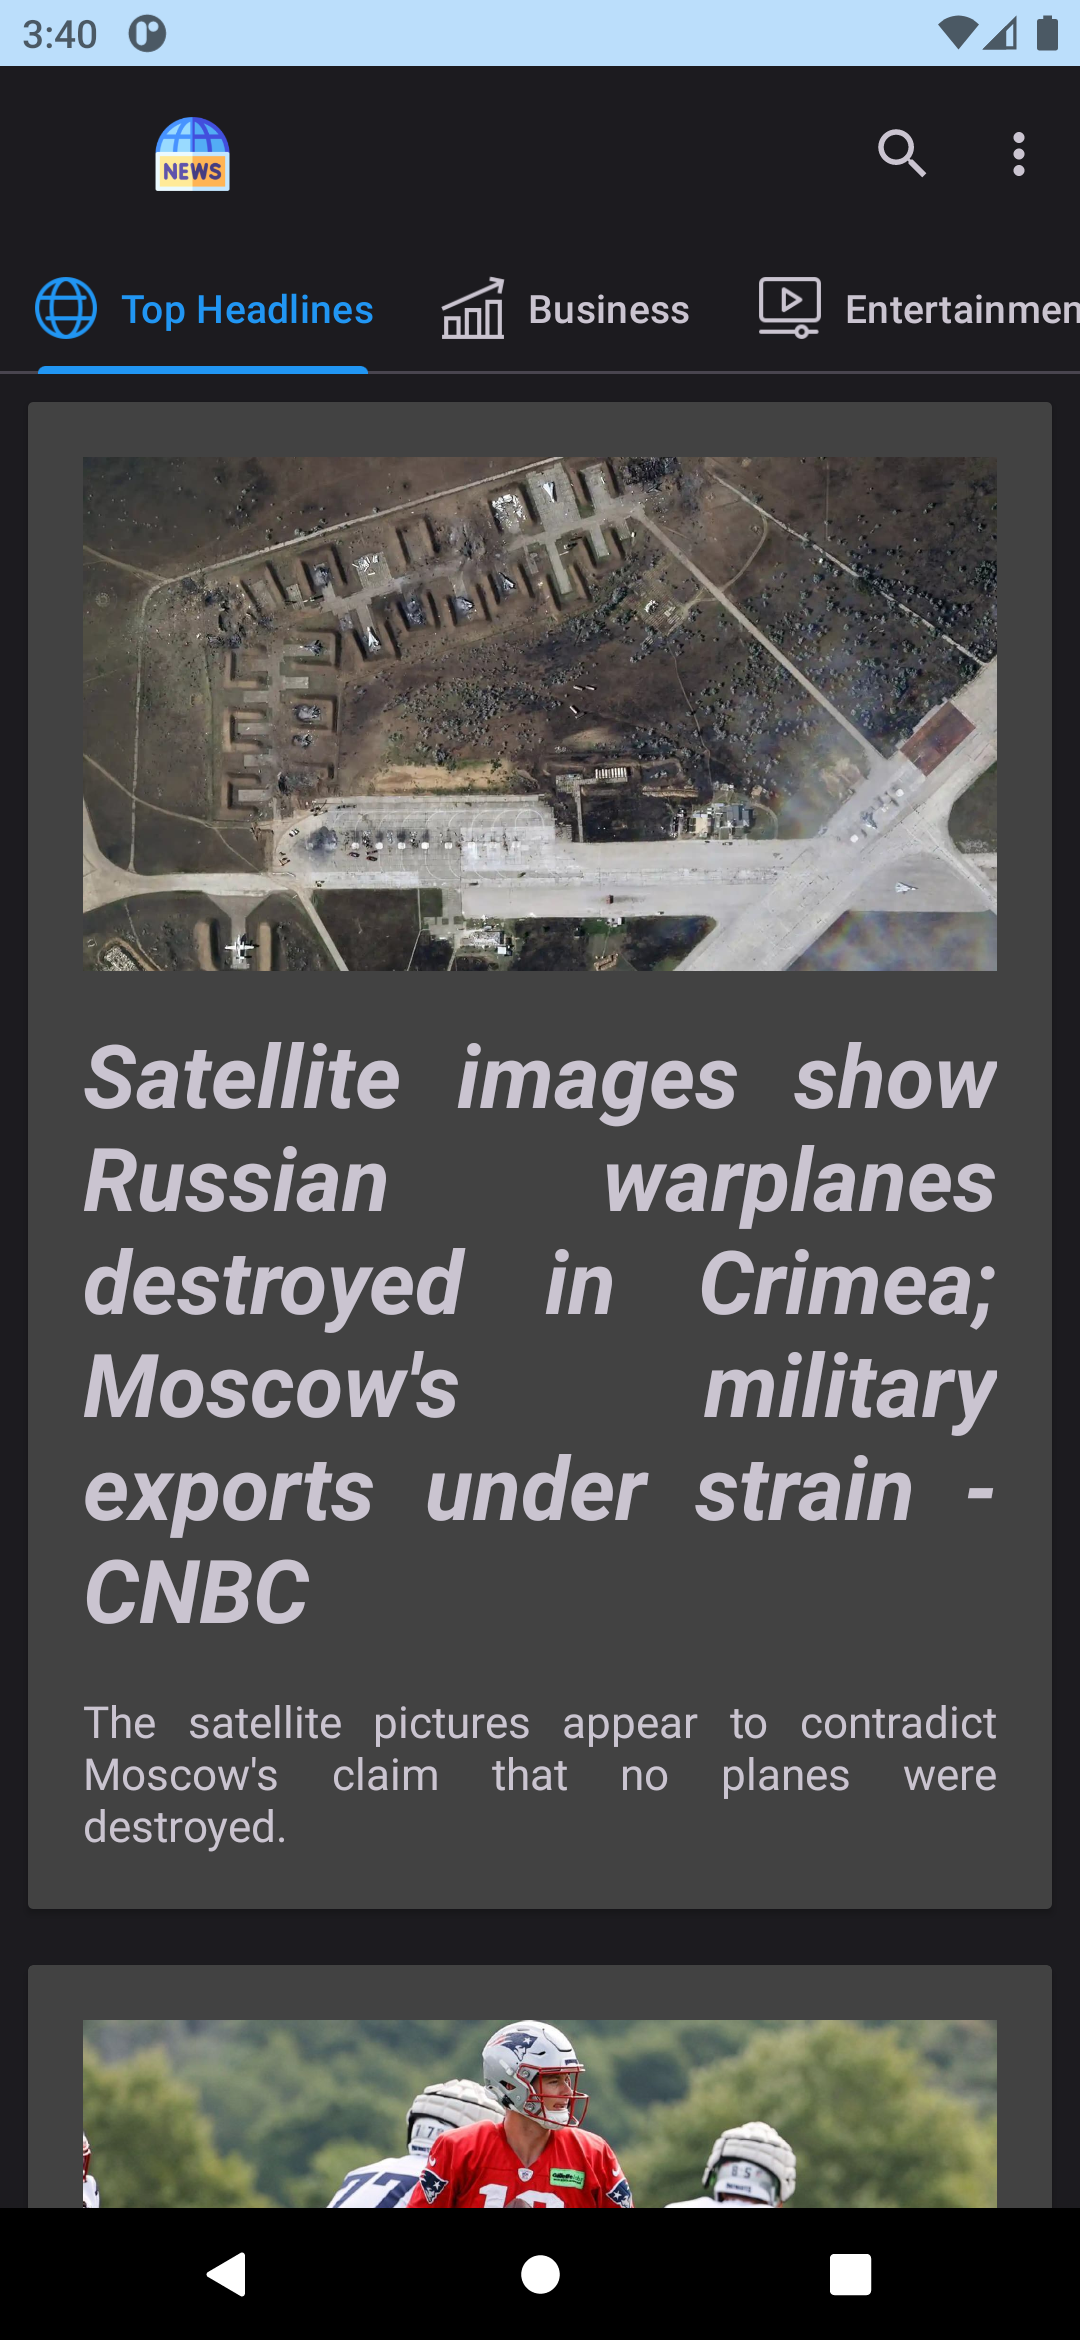 3:40
NEWS
Top Headlines
Business
Entertainmen
Satellite images show
Russian warplanes
destroyed in Crimea;
Moscow's military
exports under strain -
CNBC
The satellite pictures appear to contradict
Moscow's claim that no planes were
destroyed.
77